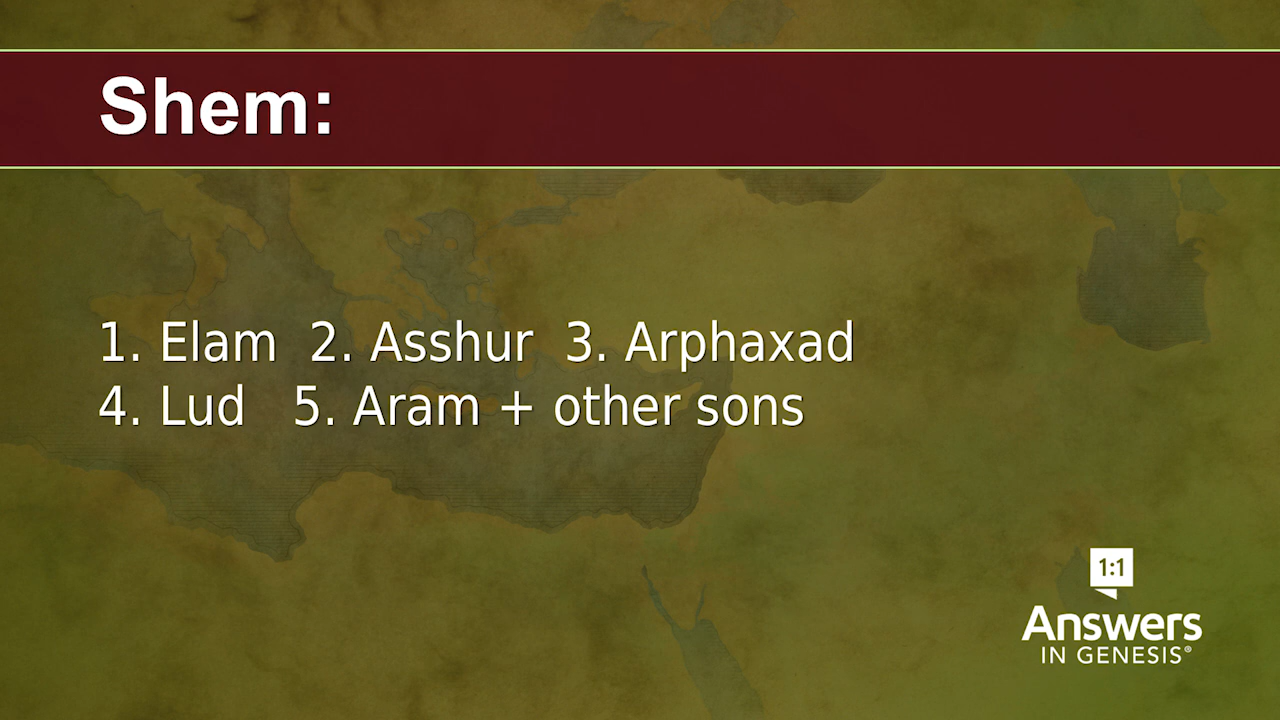 Shem:
1. Elam 2. Asshur 3. Arphaxad
4. Lud 5. Aram + other sons
1:1
Answers
IN GENESIS®